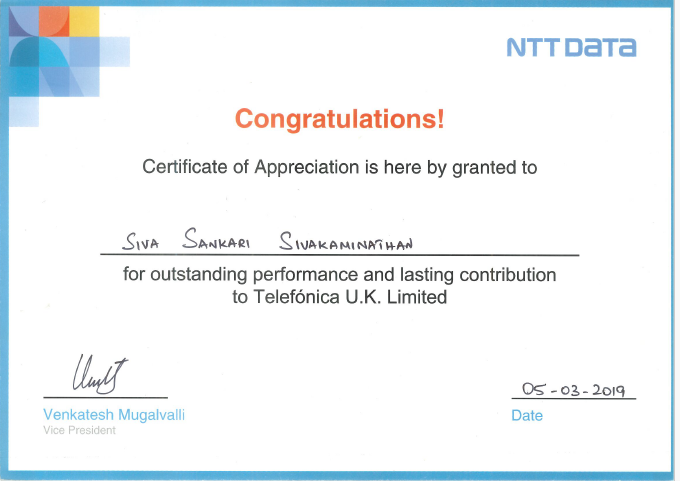 NTT DATA
Congratulations!
Certificate of Appreciation is here by granted to
SIVA SANKARI SIVAKAMINATHAN
for outstanding performance and lasting contribution
to Telefónica U.K. Limited
05-03-2019
Venkatesh Mugalvalli
Date
Vice President